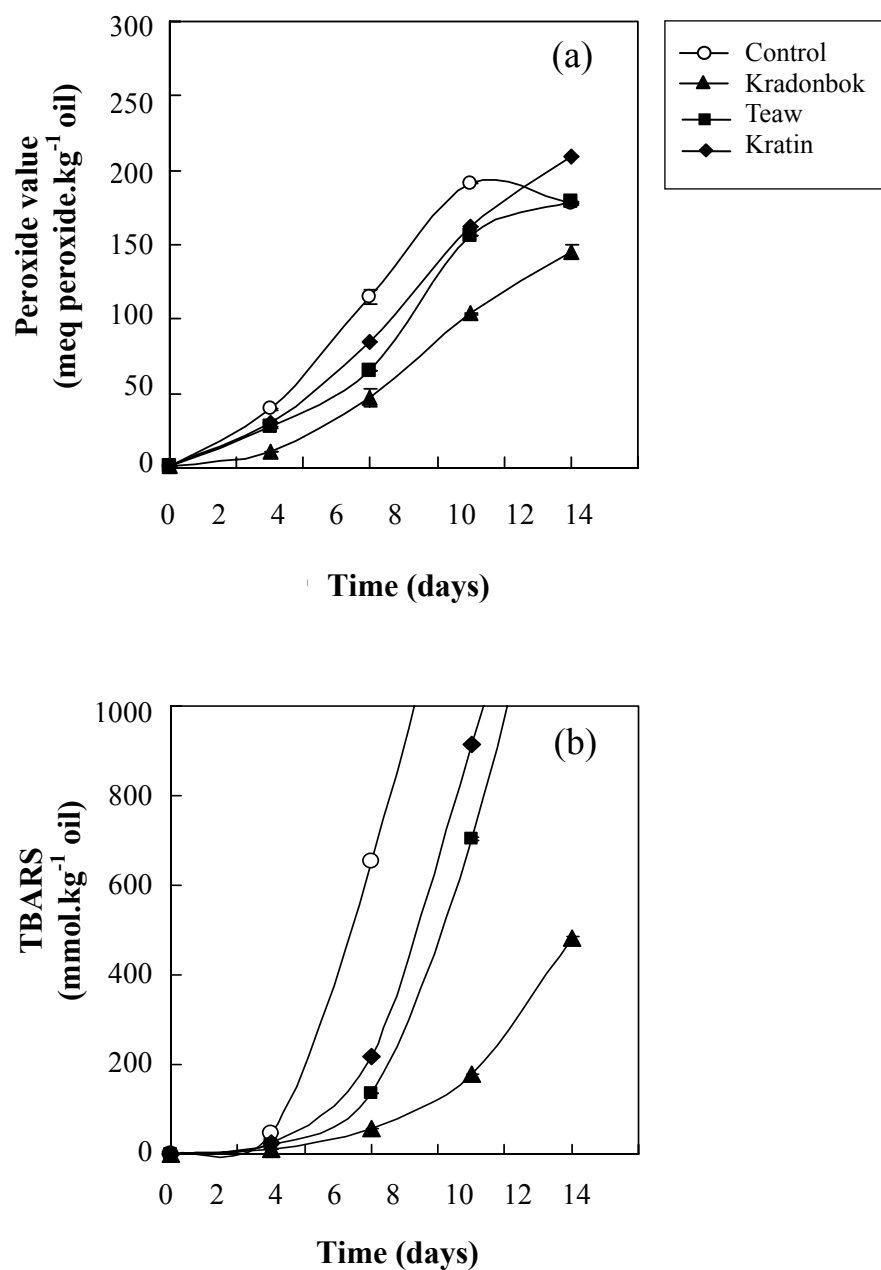 300
250
200
150
100
50
0
Peroxide value
(meq peroxide.kg⁻¹ oil)
(a)
0 2 4 6 8 10 12 14
Time (days)
Control
Kradonbok
Teaw
Kratin
1000
800
600
400
200
0
TBARS
(mmol.kg⁻¹ oil)
(b)
0 2 4 6 8 10 12 14
Time (days)